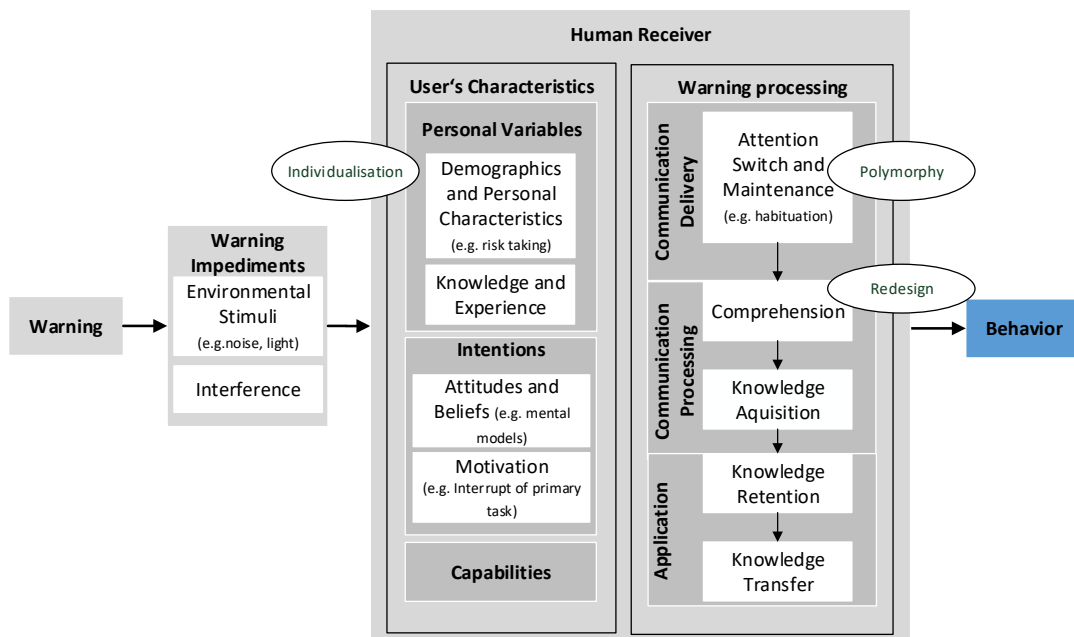 Human Receiver
User‘s Characteristics
Warning processing
Personal Variables
Individualisation
Demographics
and Personal
Characteristics
(e.g. risk taking)
Knowledge and
Experience
Communication
Delivery
Attention
Switch and
Maintenance
(e.g. habituation)
Polymorphy
Warning
Warning
Impediments
Environmental
Stimuli
(e.g.noise, light)
Interference
Intentions
Attitudes and
Beliefs (e.g. mental
models)
Motivation
(e.g. Interrupt of primary
task)
Capabilities
Communication
Processing
Comprehension
Redesign
Knowledge
Aquisition
Application
Knowledge
Retention
Knowledge
Transfer
Behavior